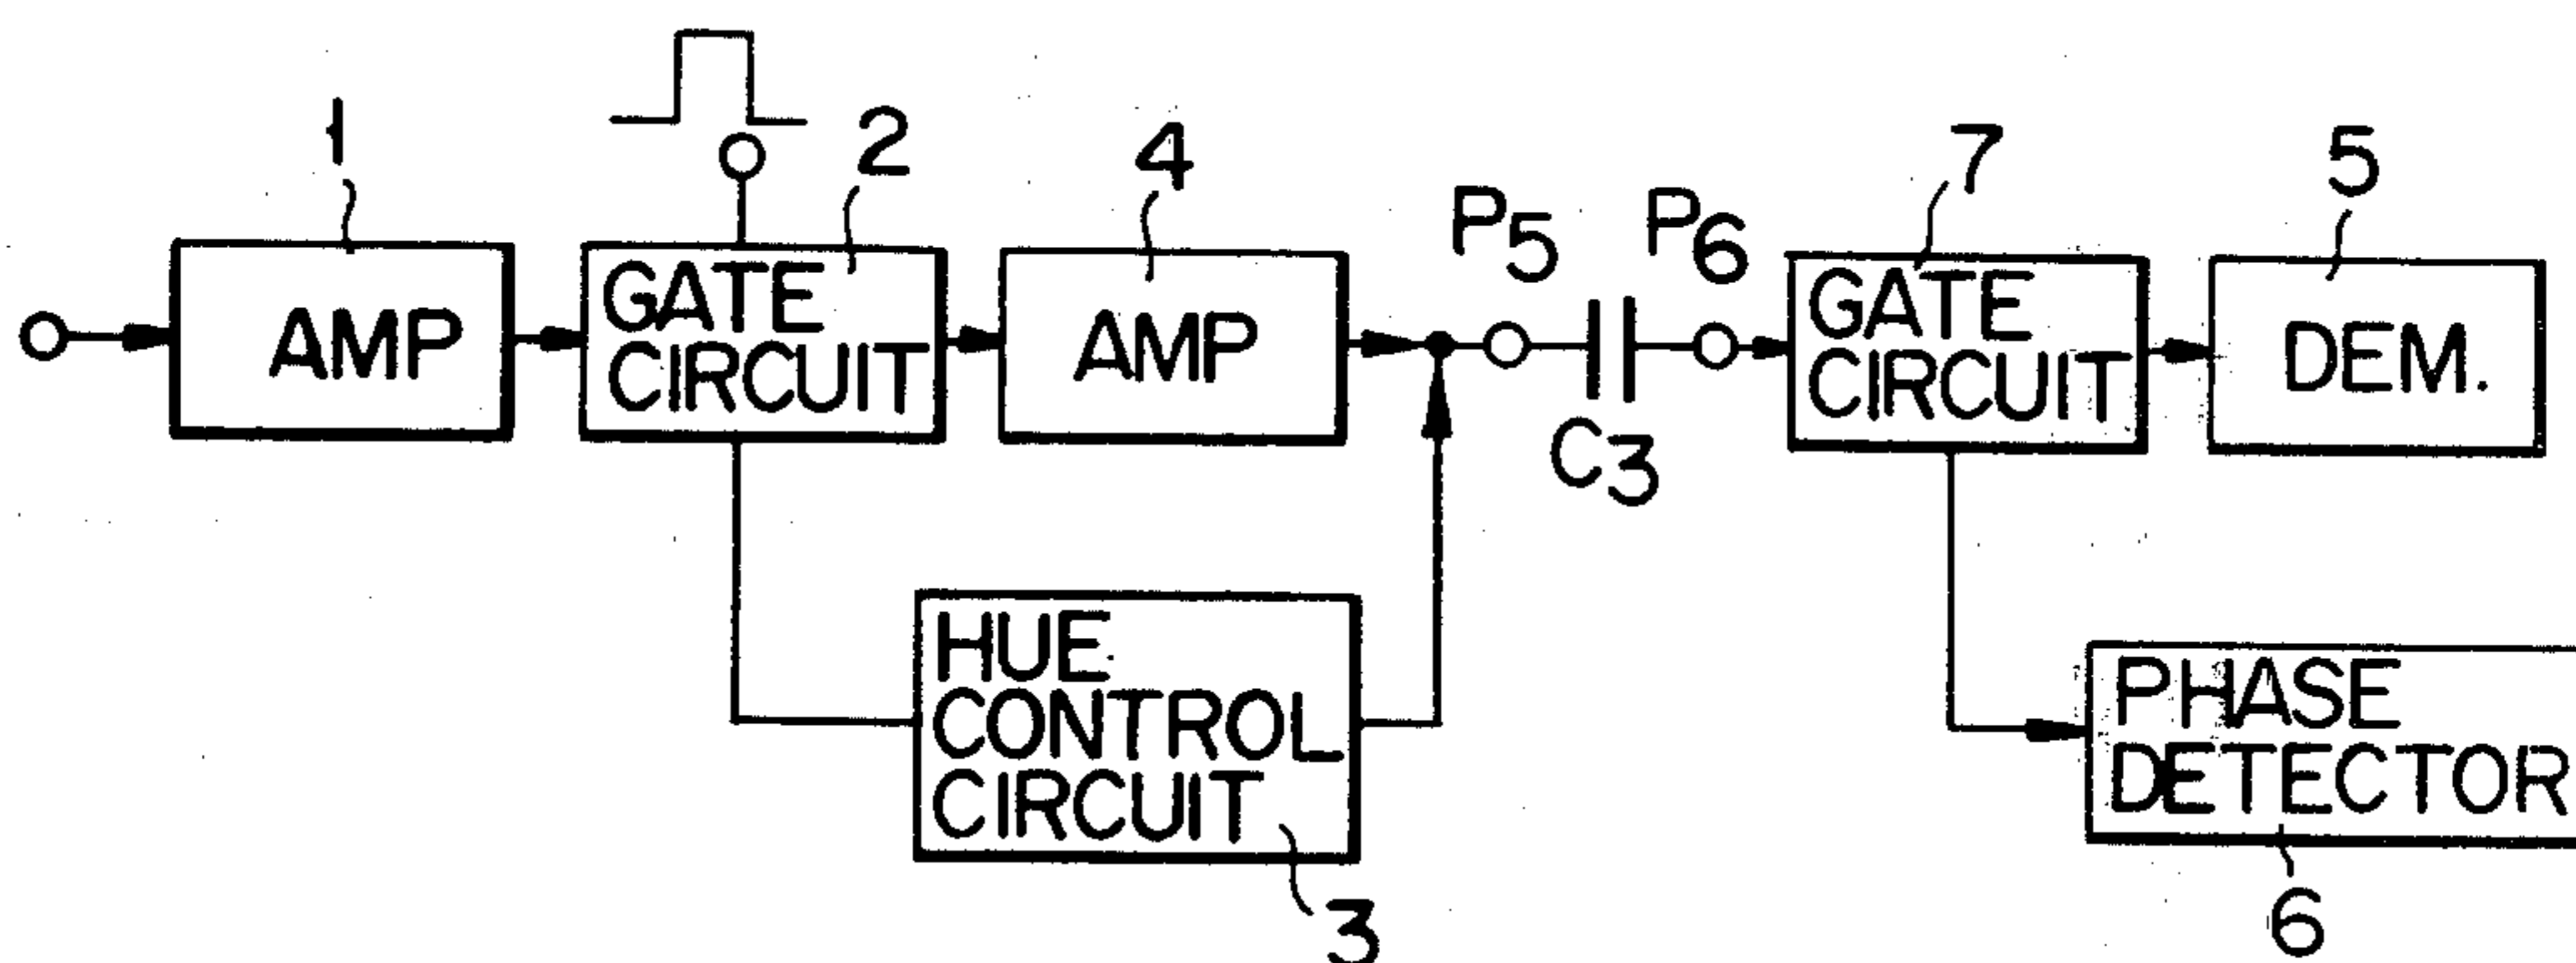 1
2
4
7
5
P5
P6
AMP
GATE
CIRCUIT
AMP
C3
GATE
CIRCUIT
DEM.
HUE
CONTROL
CIRCUIT
3
PHASE
DETECTOR
6